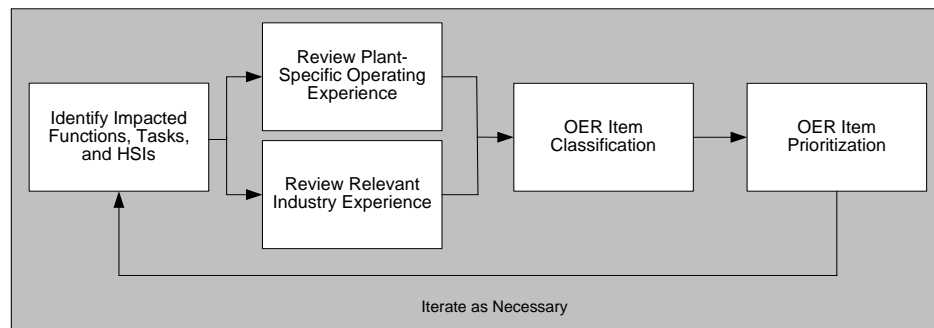 Identify Impacted
Functions, Tasks,
and HSIs
Review Plant-
Specific Operating
Experience
Review Relevant
Industry Experience
OER Item
Classification
OER Item
Prioritization
Iterate as Necessary